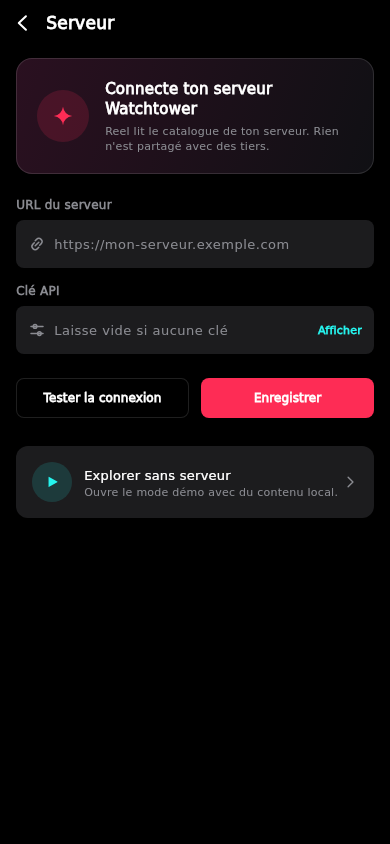 Serveur
Connecte ton serveur
Watchtower
Reel lit le catalogue de ton serveur. Rien
n'est partagé avec des tiers.
URL du serveur
https://mon-serveur.exemple.com
Clé API
Laisse vide si aucune clé
Afficher
Tester la connexion
Enregistrer
Explorer sans serveur
Ouvre le mode démo avec du contenu local.